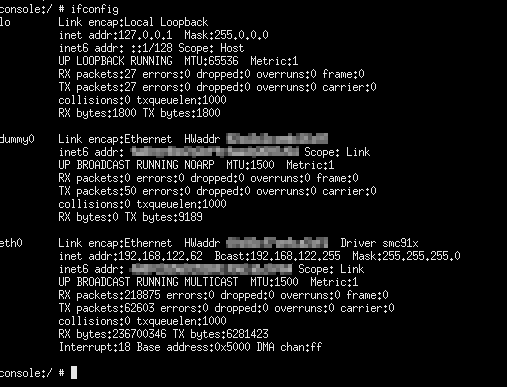 console:/ # ifconfig
lo Link encap:Local Loopback
inet addr:127.0.0.1 Mask:255.0.0.0
inet6 addr: ::1/128 Scope: Host
UP LOOPBACK RUNNING MTU:65536 Metric:1
RX packets:27 errors:0 dropped:0 overruns:0 frame:0
TX packets:27 errors:0 dropped:0 overruns:0 carrier:0
collisions:0 txqueuelen:1000
RX bytes:1800 TX bytes:1800
dummy0 Link encap:Ethernet HWaddr
inet6 addr: Scope: Link
UP BROADCAST RUNNING NOARP MTU:1500 Metric:1
RX packets:0 errors:0 dropped:0 overruns:0 frame:0
TX packets:50 errors:0 dropped:0 overruns:0 carrier:0
collisions:0 txqueuelen:1000
RX bytes:0 TX bytes:9189
eth0 Link encap:Ethernet HWaddr Driver smc91x
inet addr:192.168.122.62 Bcast:192.168.122.255 Mask:255.255.255.0
inet6 addr: Scope: Link
UP BROADCAST RUNNING MULTICAST MTU:1500 Metric:1
RX packets:218875 errors:0 dropped:0 overruns:0 frame:0
TX packets:62603 errors:0 dropped:0 overruns:0 carrier:0
collisions:0 txqueuelen:1000
RX bytes:236700346 TX bytes:6281423
Interrupt:18 Base address:0x5000 DMA chan:ff
console:/ #